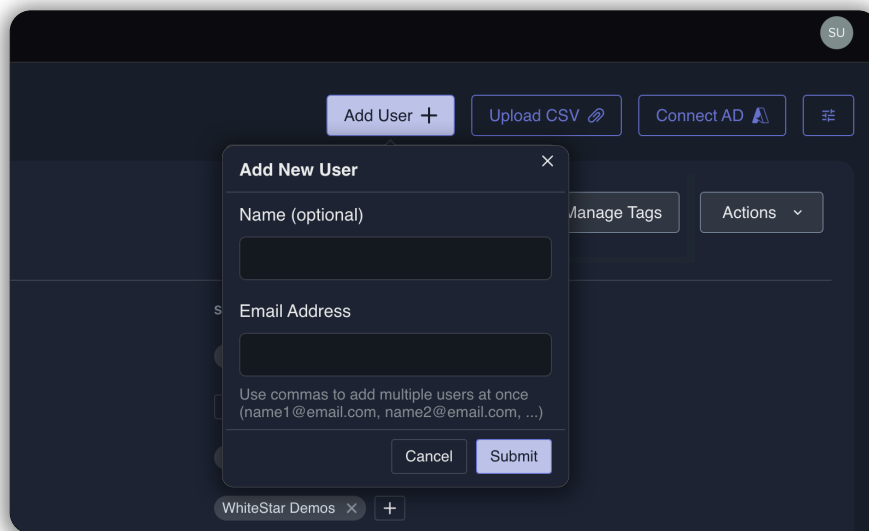 SU
Add User
Upload CSV
Connect AD
Add New User
Manage Tags
Actions
Name (optional)
Email Address
Use commas to add multiple users at once
(name1@email.com, name2@email.com, ...)
Cancel
Submit
WhiteStar Demos